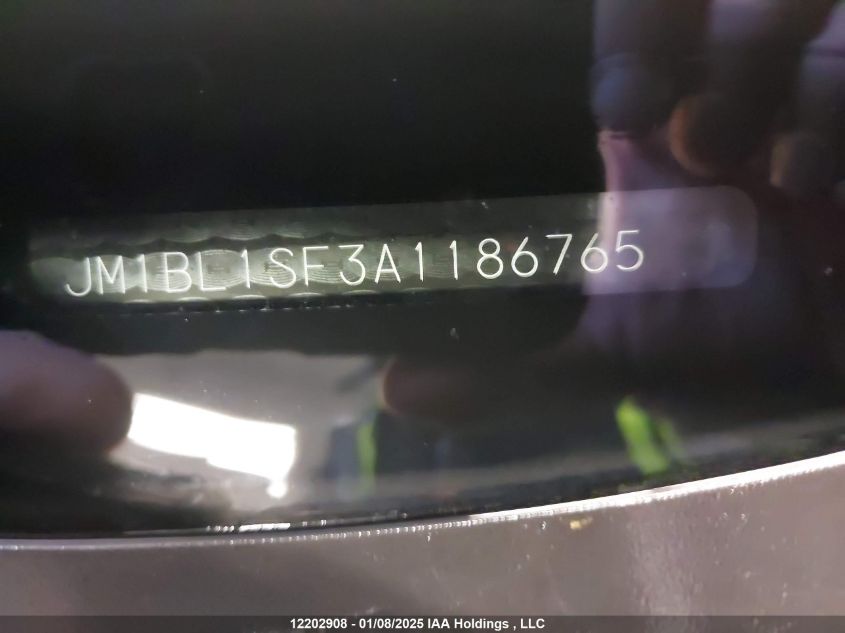 JM1BL1SF3A1186765
12202908 - 01/08/2025 IAA Holdings , LLC